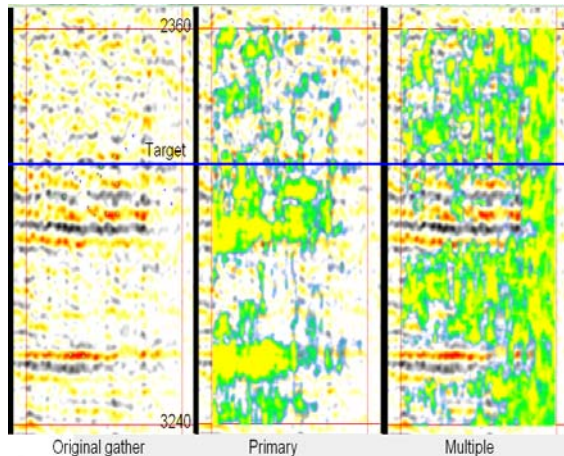 2360
Target
3240
Original gather
Primary
Multiple